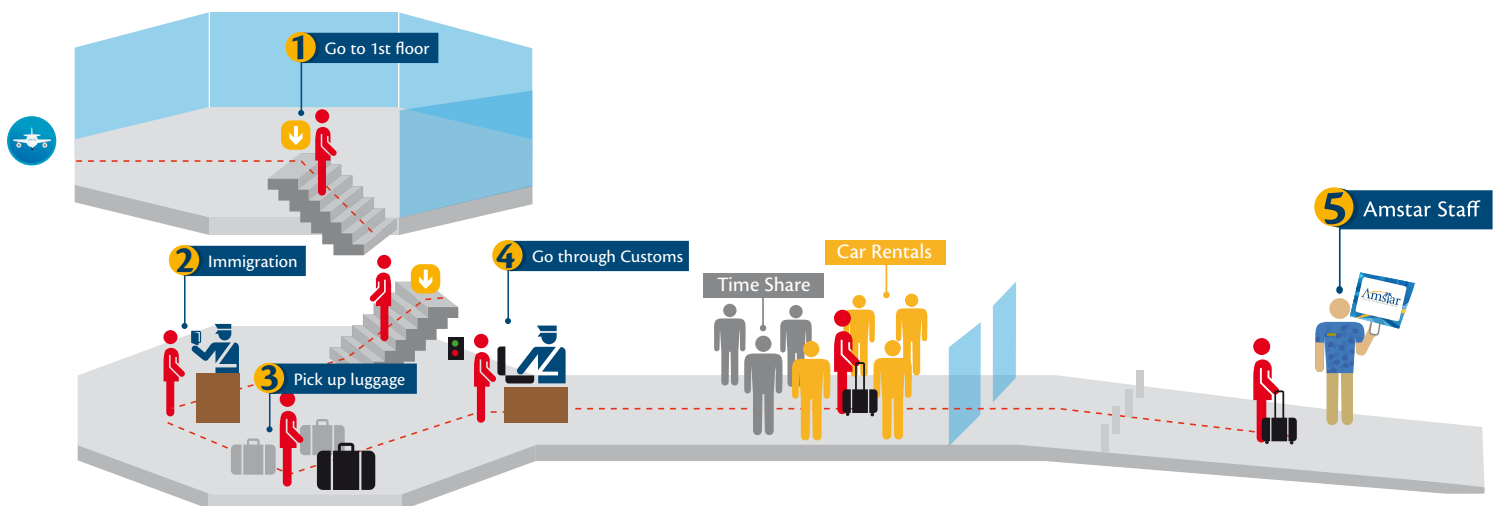 1 Go to 1st floor
2 Immigration
3 Pick up luggage
4 Go through Customs
Time Share
Car Rentals
5 Amstar Staff
Amstar